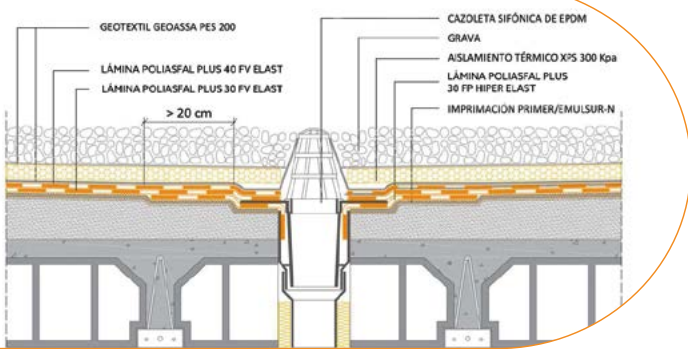 GEOTEXTIL GEOASSA PES 200
LÁMINA POLIASFAL PLUS 40 FV ELAST
LÁMINA POLIASFAL PLUS 30 FV ELAST
> 20 cm
CAZOLETA SIFÓNICA DE EPDM
GRAVA
AISLAMIENTO TÉRMICO XPS 300 Kpa
LÁMINA POLIASFAL PLUS
30 FP HIPER ELAST
IMPRIMACIÓN PRIMER/EMULSUR-N